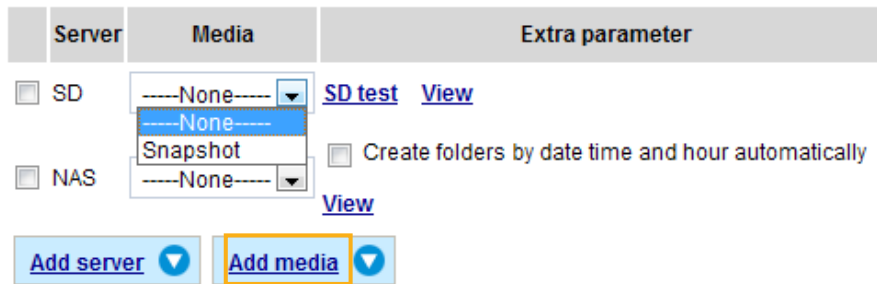 Server Media Extra parameter
SD -----None----- SD test View
-----None-----
Snapshot
Create folders by date time and hour automatically
NAS -----None-----
View
Add server Add media